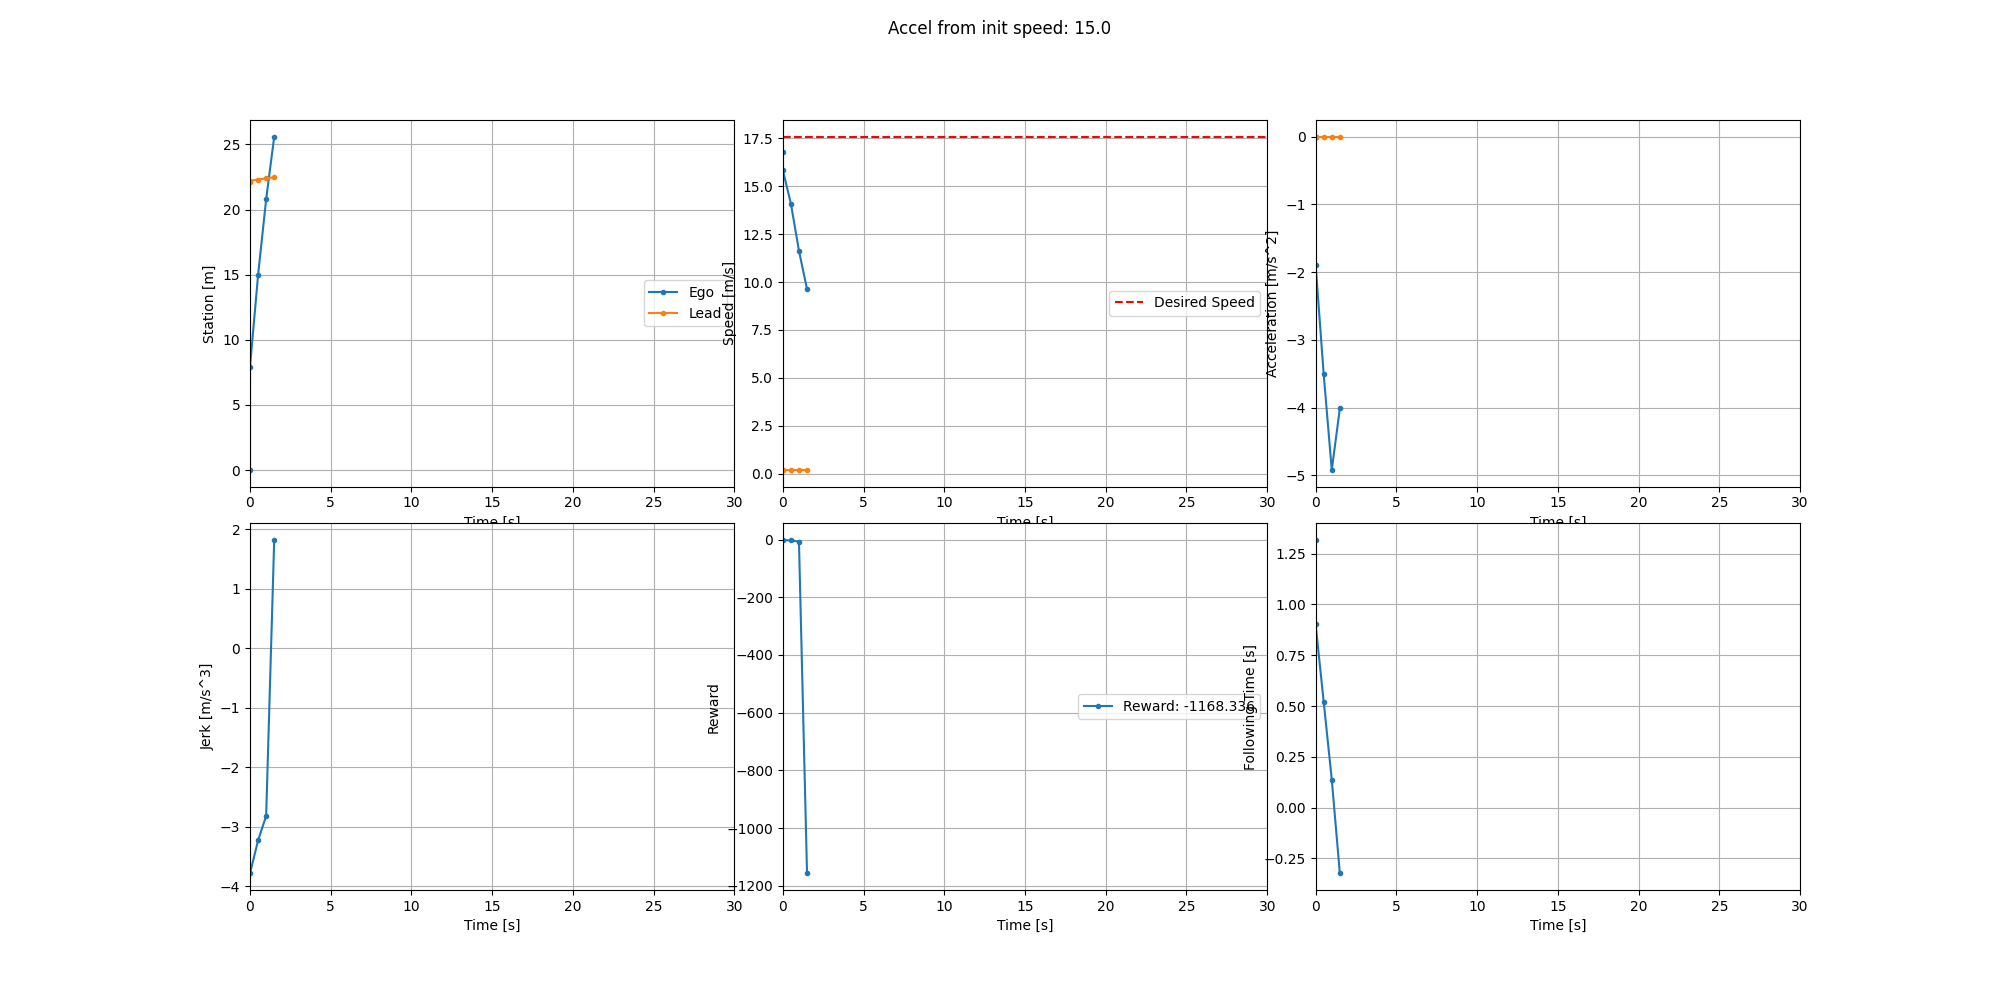 Accel from init speed: 15.0
Station [m]
25
20
15
10
5
0
Ego
Lead
0 5 10 15 20 25 30
Time [s]
Speed [m/s]
17.5
15.0
12.5
10.0
7.5
5.0
2.5
0.0
Desired Speed
0 5 10 15 20 25 30
Time [s]
Acceleration [m/s^2]
0
−1
−2
−3
−4
−5
0 5 10 15 20 25 30
Time [s]
Jerk [m/s^3]
2
1
0
−1
−2
−3
−4
0 5 10 15 20 25 30
Time [s]
Reward
0
−200
−400
−600
−800
−1000
−1200
Reward: -1168.336
0 5 10 15 20 25 30
Time [s]
Following Time [s]
1.25
1.00
0.75
0.50
0.25
0.00
−0.25
0 5 10 15 20 25 30
Time [s]